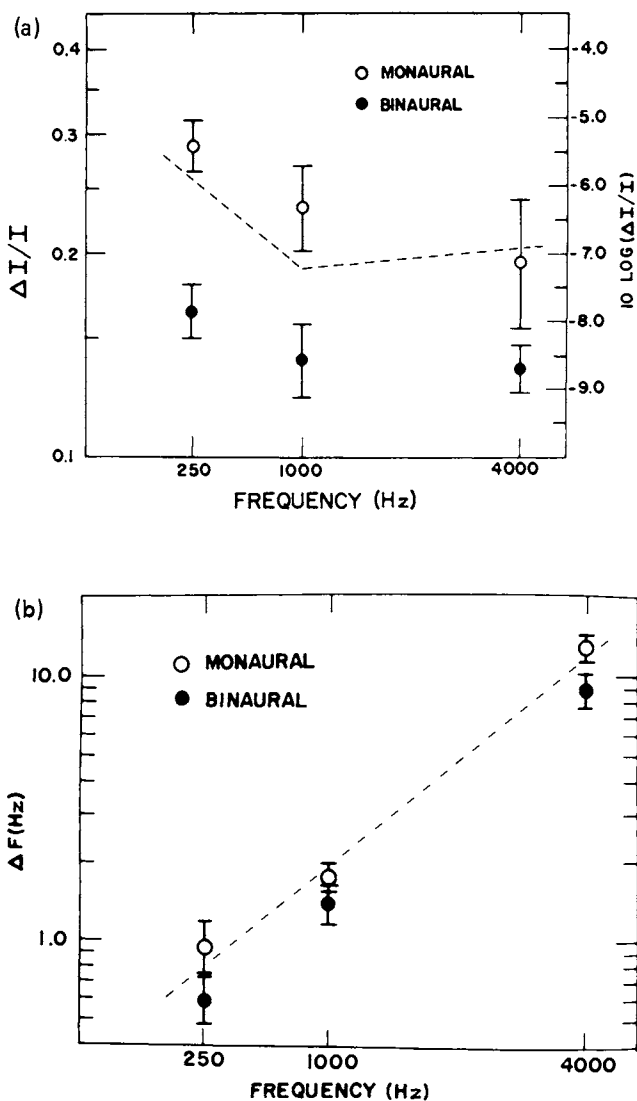 (a)
0.4
0.3
0.2
0.1
ΔI/I
○ MONAURAL
● BINAURAL
-4.0
-5.0
-6.0
-7.0
-8.0
-9.0
10 LOG(ΔI/I)
250 1000 4000
FREQUENCY (Hz)
(b)
10.0
1.0
ΔF(Hz)
○ MONAURAL
● BINAURAL
250 1000 4000
FREQUENCY (Hz)